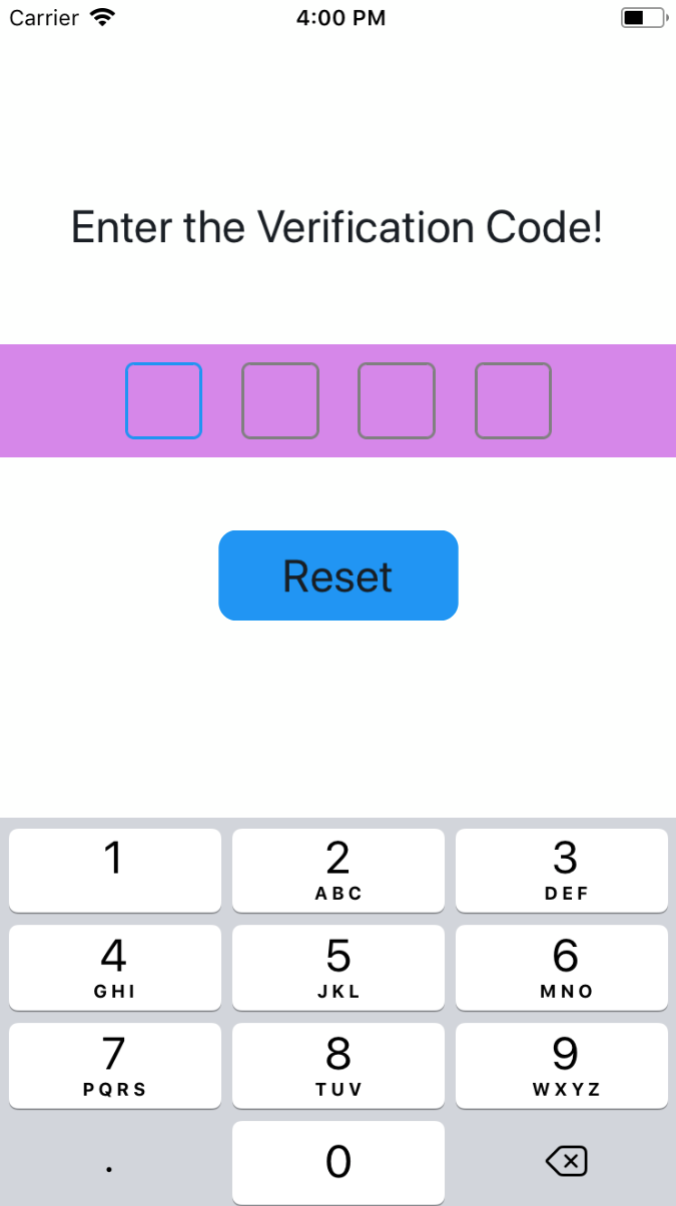 Carrier 4:00 PM
Enter the Verification Code!
Reset
1 2 3
ABC DEF
4 5 6
GHI JKL MNO
7 8 9
PQRS TUV WXYZ
. 0